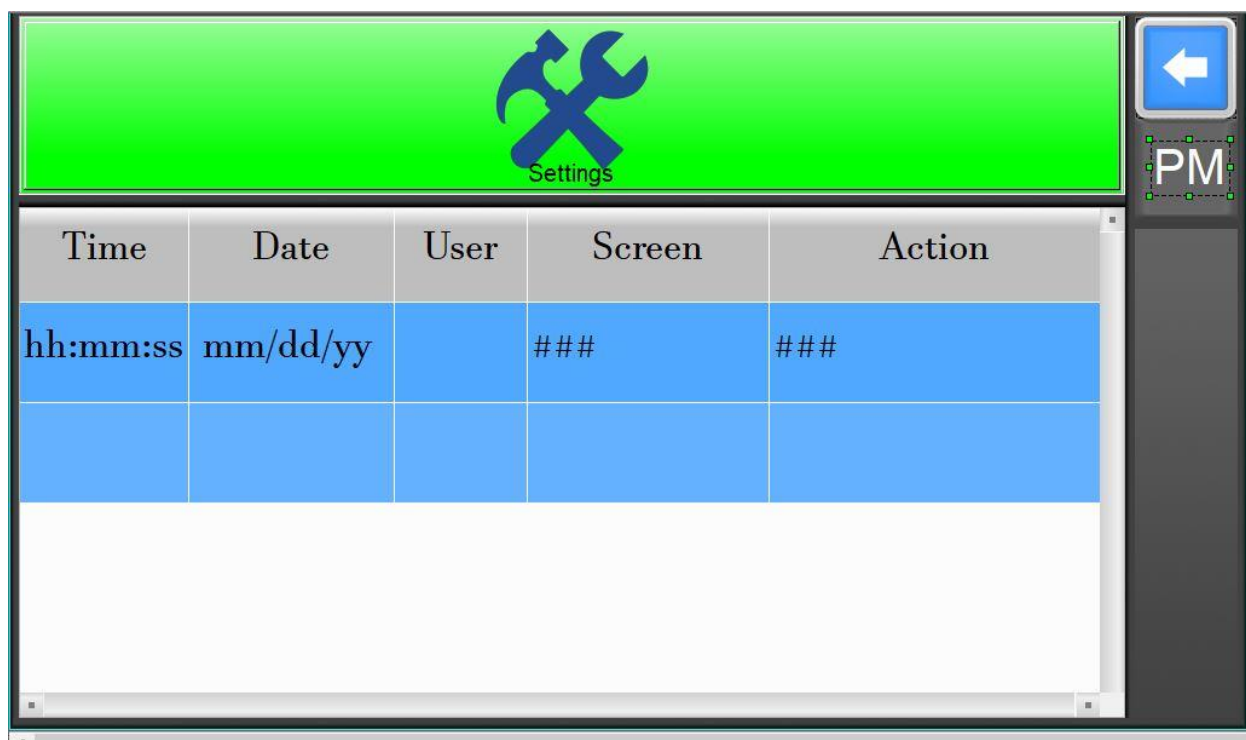 Settings
PM
Time Date User Screen Action
hh:mm:ss mm/dd/yy ### ###